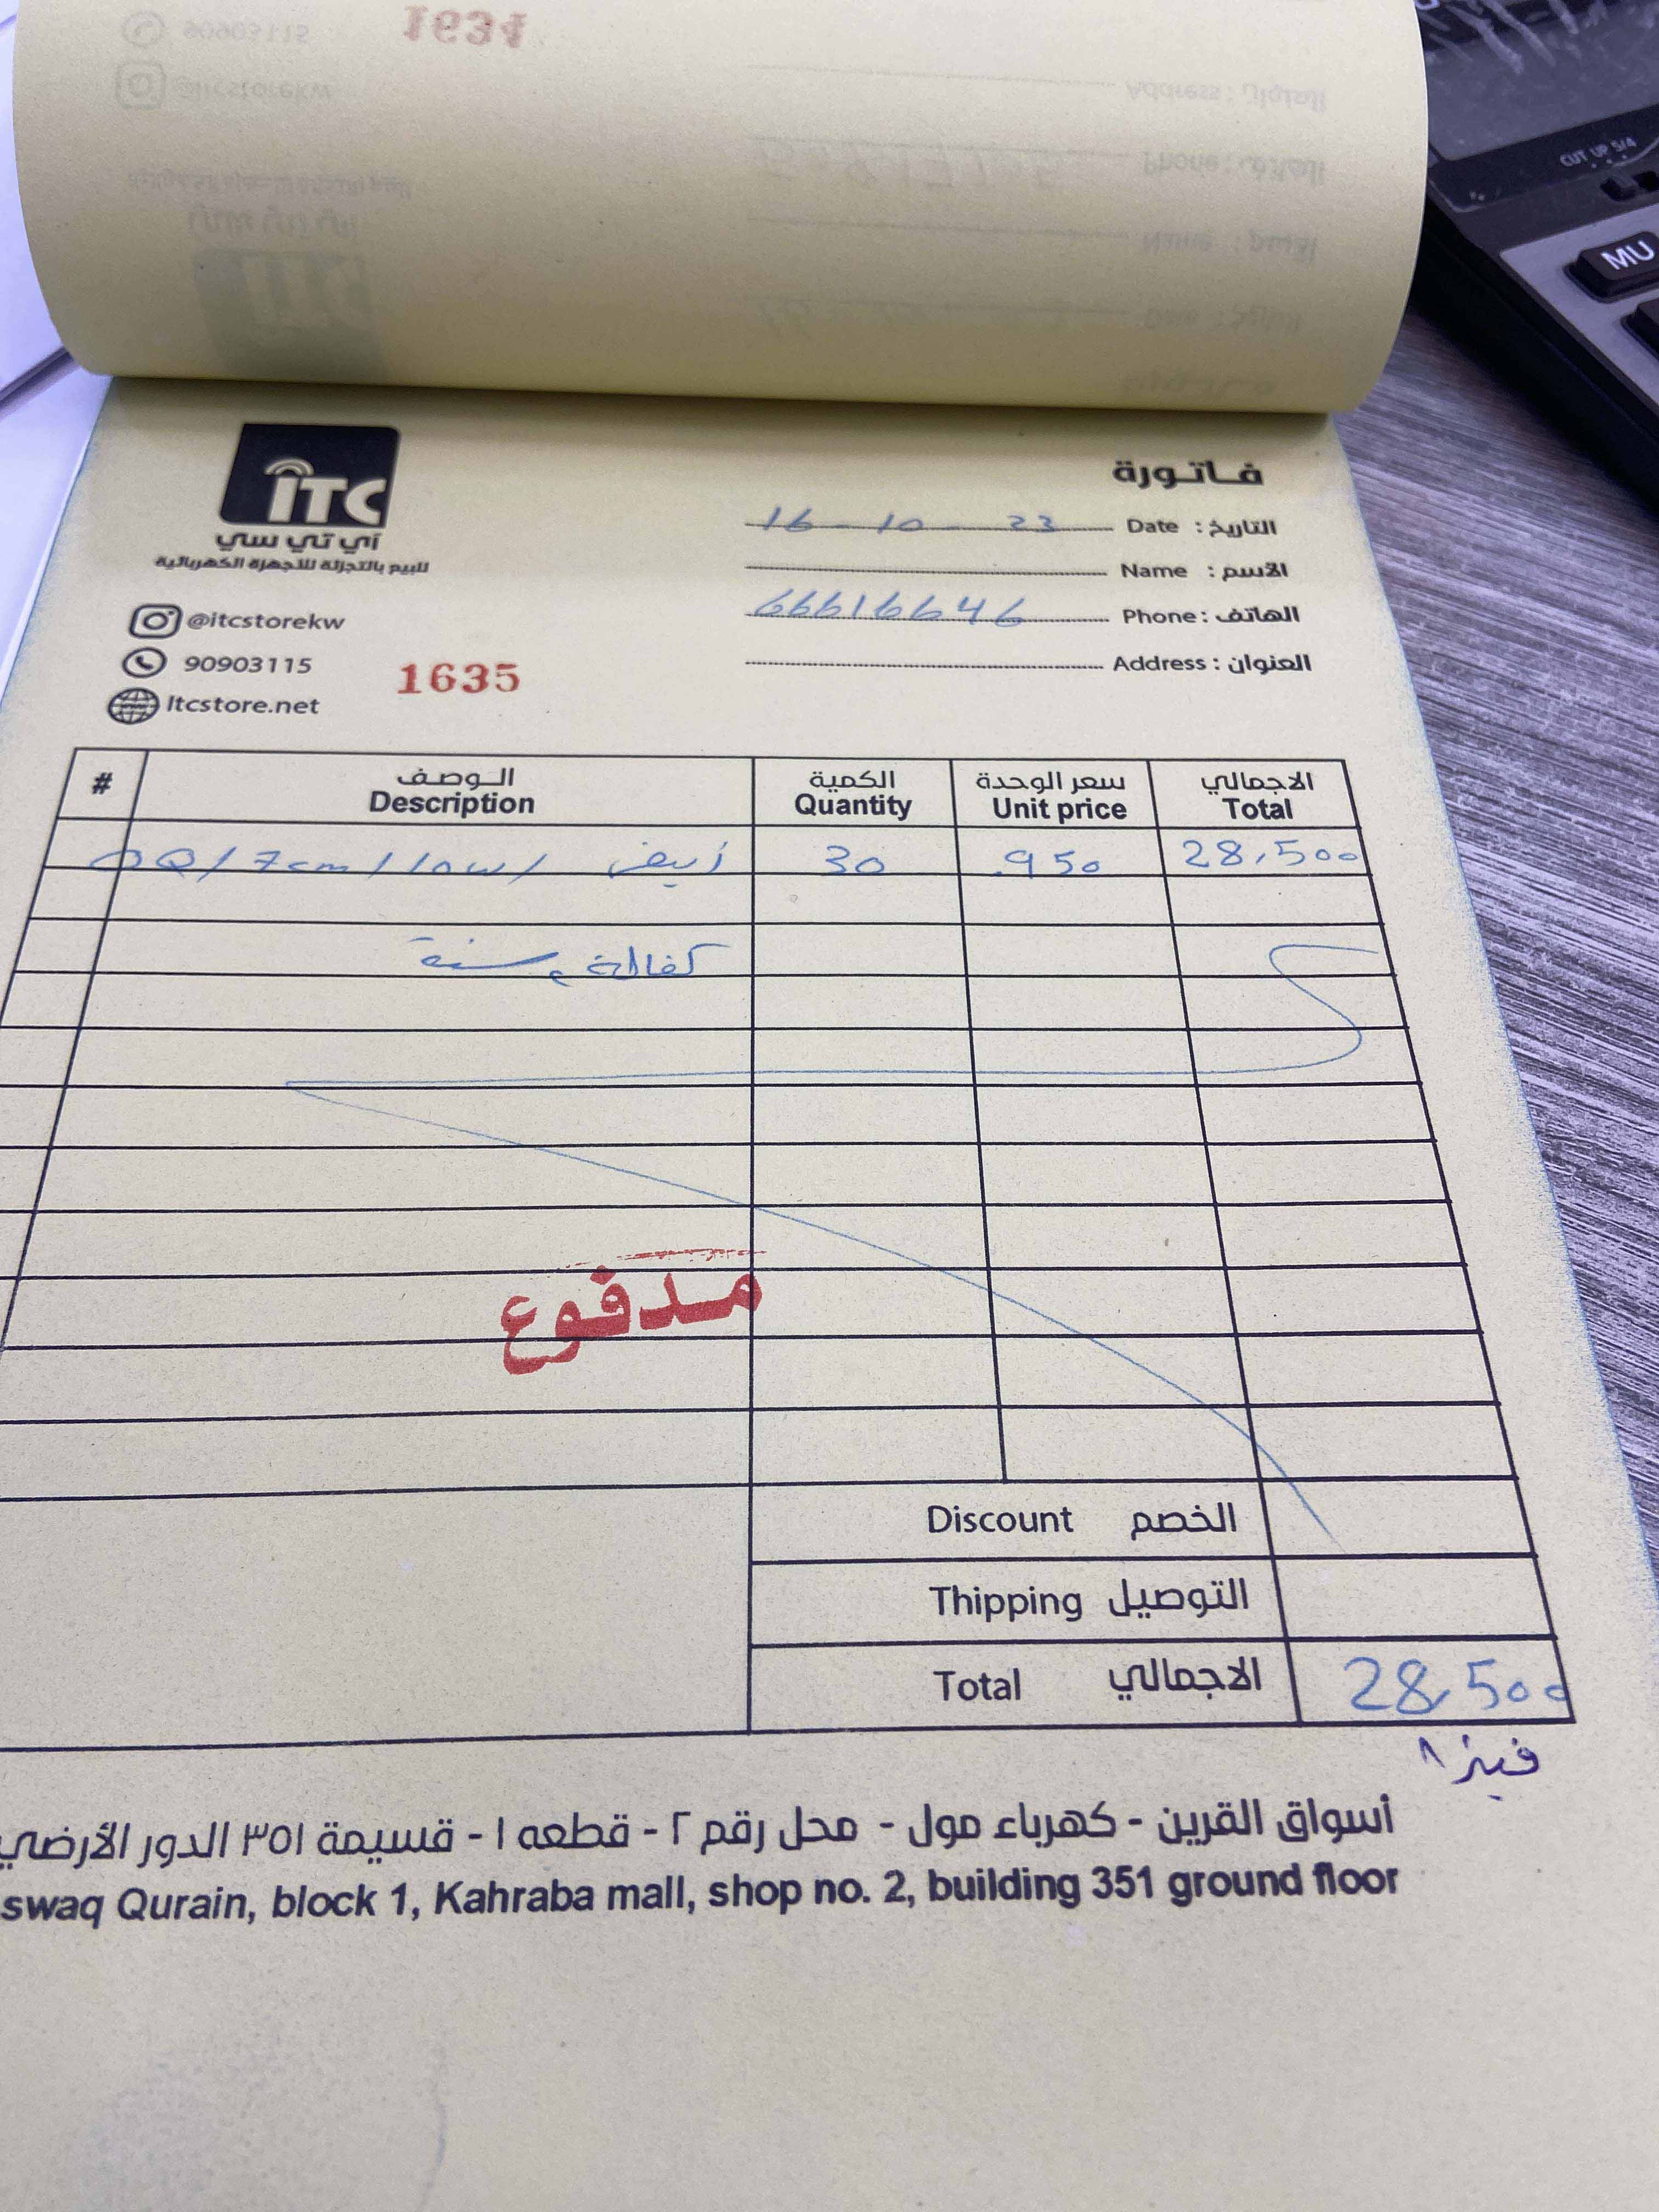 1634
ITC
آي تي سي
للبيع بالتجزئة للأجهزة الكهربائية
@itcstorekw
90903115
Itcstore.net
1635
فاتورة
التاريخ : Date 16 - 10 - 23
الاسم : Name
الهاتف : Phone 66616646
العنوان : Address
# الوصف الكمية سعر الوحدة الاجمالي
Description Quantity Unit price Total
QQ / 7cm / 10w / أبيض 30 .950 28,500
كفالة سنة
مدفوع
Discount الخصم
Thipping التوصيل
Total الاجمالي 28,500
فيزا
أسواق القرين - كهرباء مول - محل رقم ٢ - قطعه ١ - قسيمة ٣٥١ الدور الأرضي
swaq Qurain, block 1, Kahraba mall, shop no. 2, building 351 ground floor
CUT UP 5/4
MU